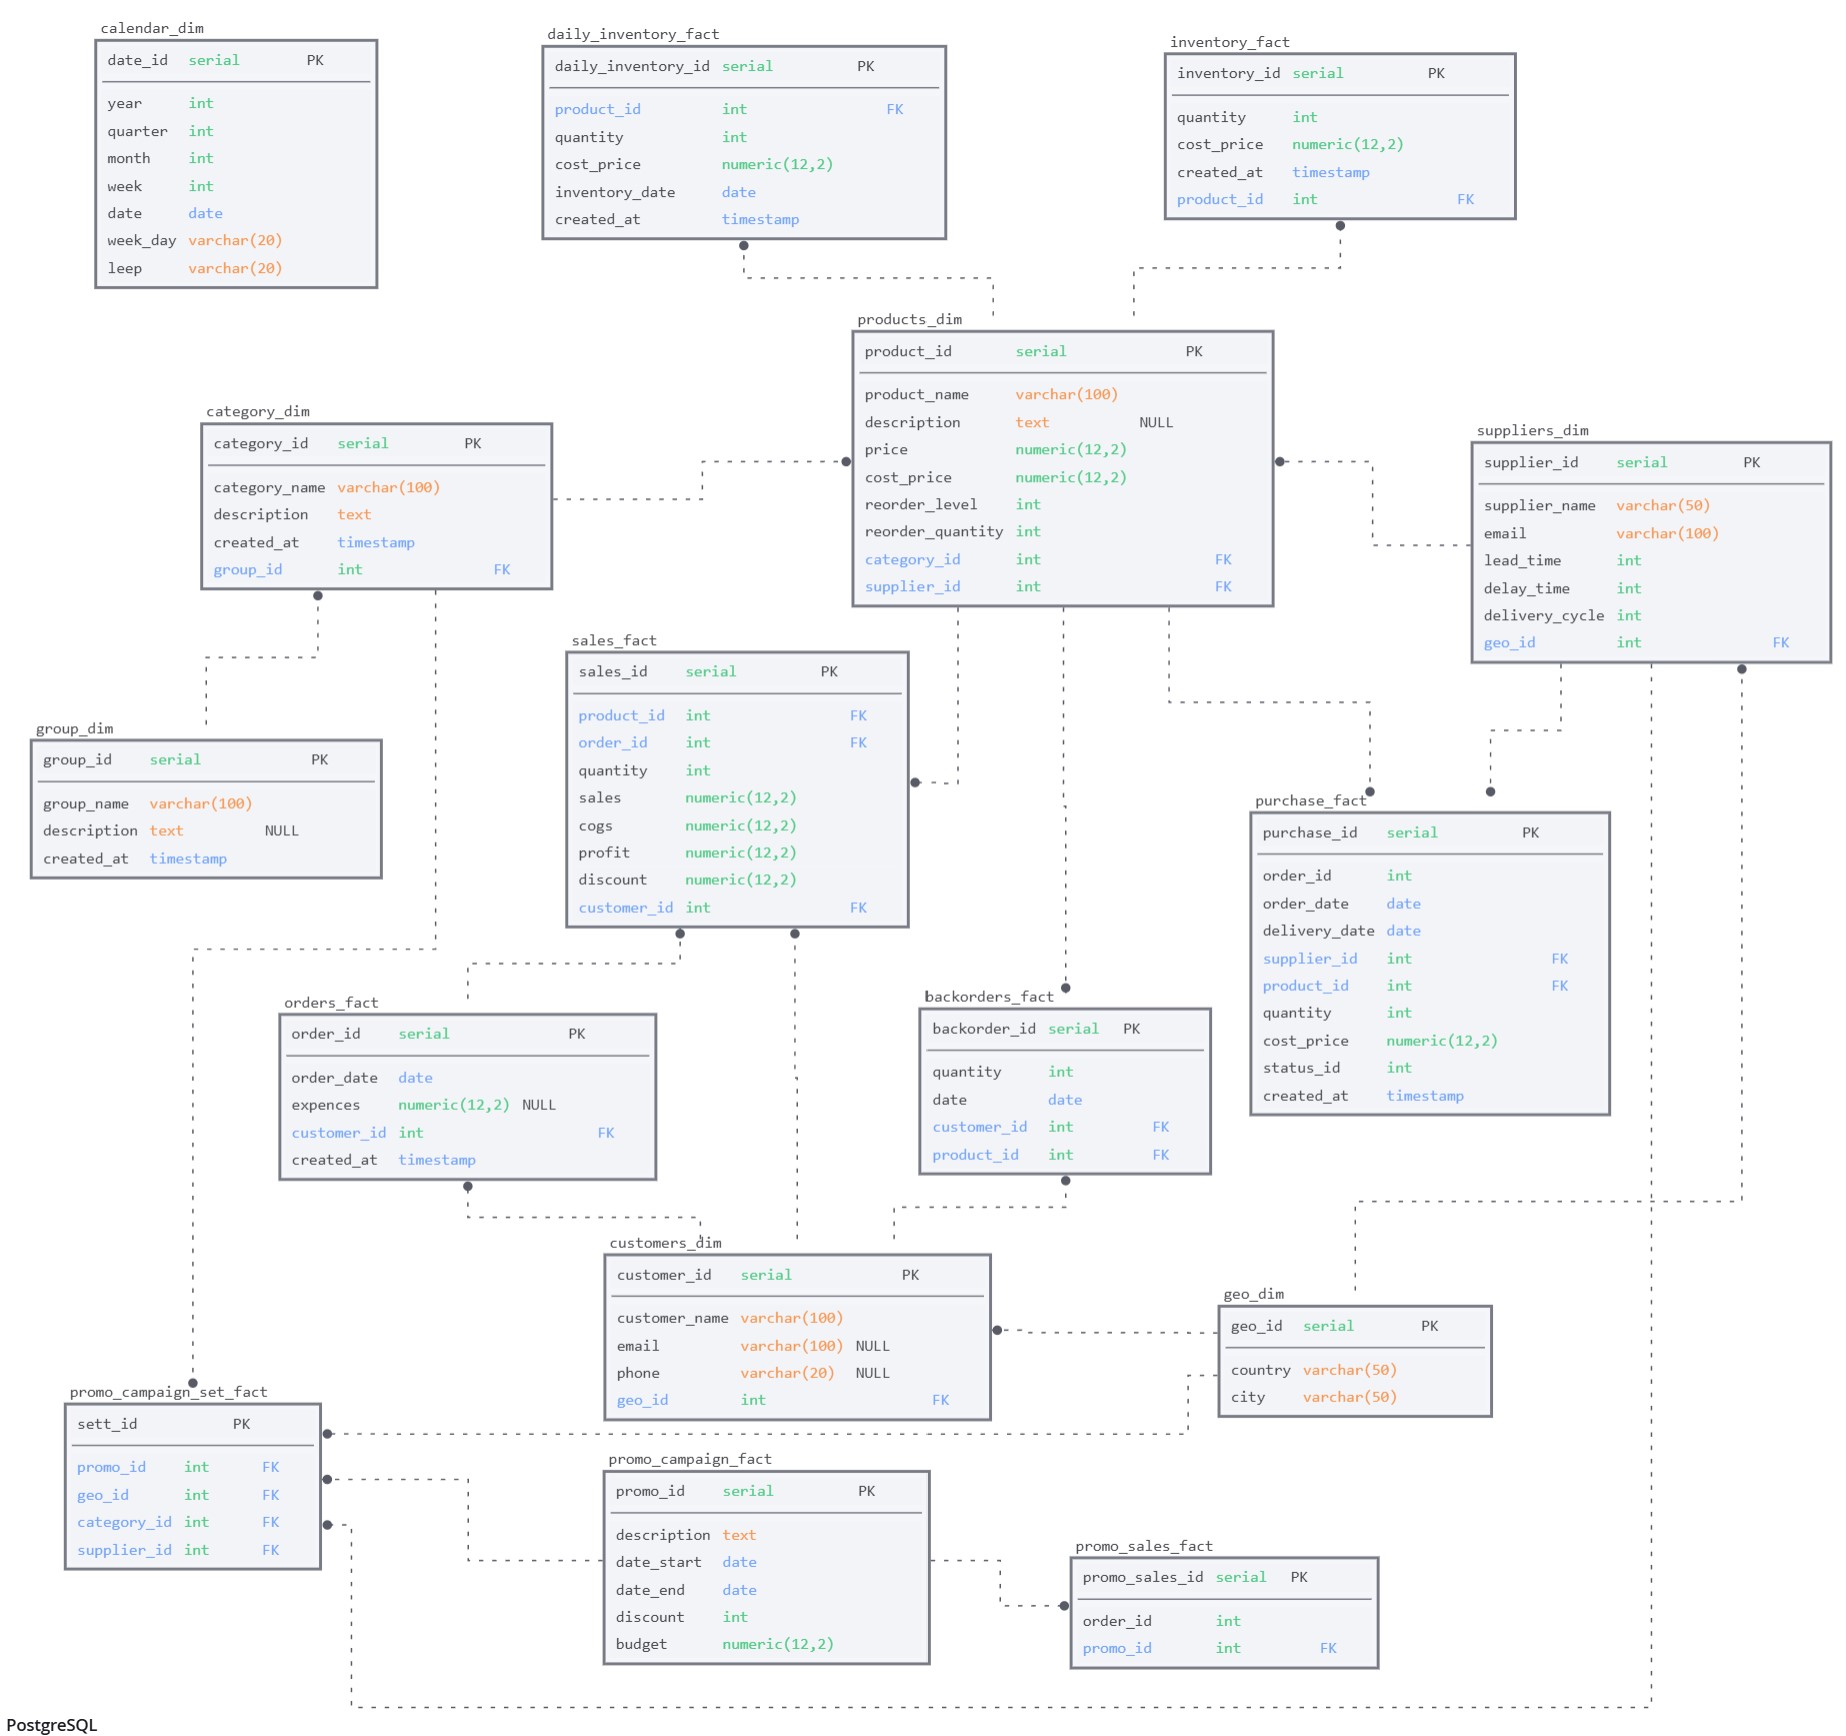 calendar_dim
date_id serial PK
year int
quarter int
month int
week int
date date
week_day varchar(20)
leep varchar(20)
daily_inventory_fact
daily_inventory_id serial PK
product_id int FK
quantity int
cost_price numeric(12,2)
inventory_date date
created_at timestamp
inventory_fact
inventory_id serial PK
quantity int
cost_price numeric(12,2)
created_at timestamp
product_id int FK
products_dim
product_id serial PK
product_name varchar(100)
description text NULL
price numeric(12,2)
cost_price numeric(12,2)
reorder_level int
reorder_quantity int
category_id int FK
supplier_id int FK
category_dim
category_id serial PK
category_name varchar(100)
description text
created_at timestamp
group_id int FK
suppliers_dim
supplier_id serial PK
supplier_name varchar(50)
email varchar(100)
lead_time int
delay_time int
delivery_cycle int
geo_id int FK
sales_fact
sales_id serial PK
product_id int FK
order_id int FK
quantity int
sales numeric(12,2)
cogs numeric(12,2)
profit numeric(12,2)
discount numeric(12,2)
customer_id int FK
group_dim
group_id serial PK
group_name varchar(100)
description text NULL
created_at timestamp
purchase_fact
purchase_id serial PK
order_id int
order_date date
delivery_date date
supplier_id int FK
product_id int FK
quantity int
cost_price numeric(12,2)
status_id int
created_at timestamp
orders_fact
order_id serial PK
order_date date
expences numeric(12,2) NULL
customer_id int FK
created_at timestamp
backorders_fact
backorder_id serial PK
quantity int
date date
customer_id int FK
product_id int FK
customers_dim
customer_id serial PK
customer_name varchar(100)
email varchar(100) NULL
phone varchar(20) NULL
geo_id int FK
geo_dim
geo_id serial PK
country varchar(50)
city varchar(50)
promo_campaign_set_fact
sett_id PK
promo_id int FK
geo_id int FK
category_id int FK
supplier_id int FK
promo_campaign_fact
promo_id serial PK
description text
date_start date
date_end date
discount int
budget numeric(12,2)
promo_sales_fact
promo_sales_id serial PK
order_id int
promo_id int FK
PostgreSQL